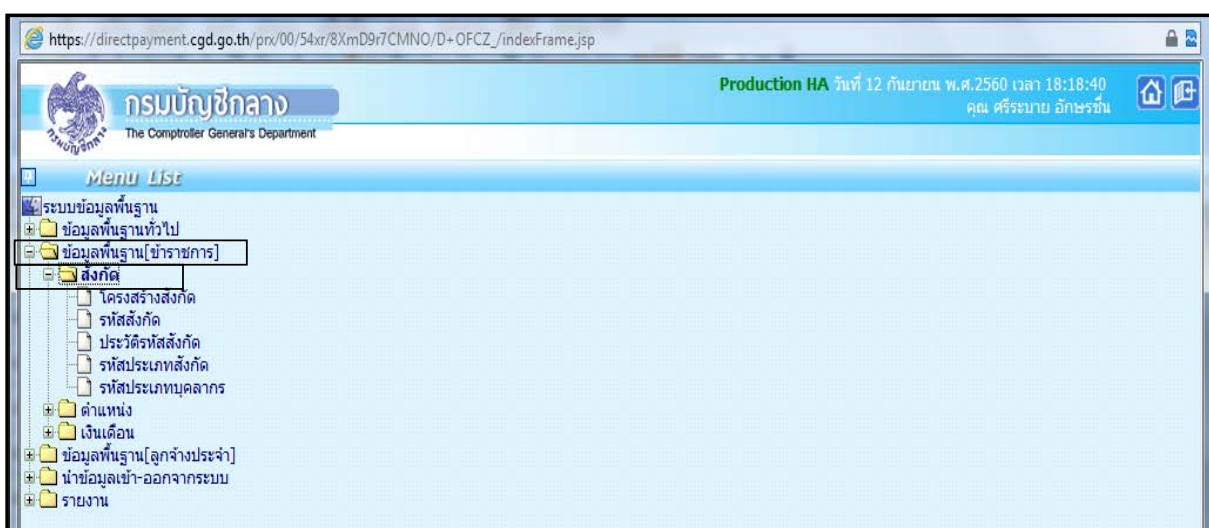 https://directpayment.cgd.go.th/prx/00/54xr/8XmD9r7CMNO/D+OFCZ_/indexFrame.jsp
Production HA วันที่ 12 กันยายน พ.ศ.2560 เวลา 18:18:40
คุณ ศรีระบาย อักษรชื่น
กรมบัญชีกลาง
The Comptroller General's Department
กรมบัญชีกลาง
Menu List
ระบบข้อมูลพื้นฐาน
ข้อมูลพื้นฐานทั่วไป
ข้อมูลพื้นฐาน[ข้าราชการ]
สังกัด
โครงสร้างสังกัด
รหัสสังกัด
ประวัติรหัสสังกัด
รหัสประเภทสังกัด
รหัสประเภทบุคลากร
ตำแหน่ง
เงินเดือน
ข้อมูลพื้นฐาน[ลูกจ้างประจำ]
นำข้อมูลเข้า-ออกจากระบบ
รายงาน